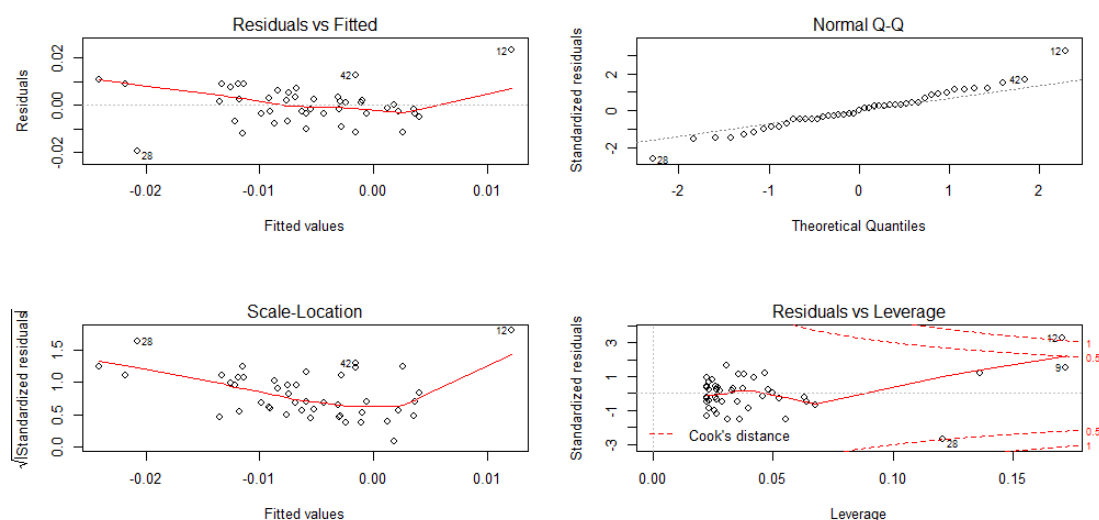 Residuals vs Fitted
Residuals
-0.02 0.00 0.02
12
42
28
-0.02 -0.01 0.00 0.01
Fitted values
Normal Q-Q
Standardized residuals
-2 0 2
12
42
28
-2 -1 0 1 2
Theoretical Quantiles
Scale-Location
√|Standardized residuals|
0.0 0.5 1.0 1.5
28
12
42
-0.02 -0.01 0.00 0.01
Fitted values
Residuals vs Leverage
Standardized residuals
-3 -1 1 3
12
1
0.5
9
Cook's distance
28
0.5
1
0.00 0.05 0.10 0.15
Leverage